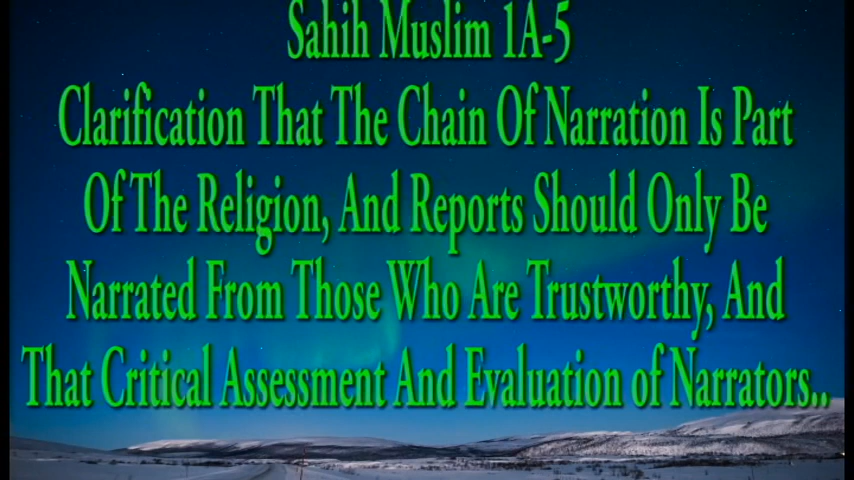 Sahih Muslim 1A-5
Clarification That The Chain Of Narration Is Part
Of The Religion, And Reports Should Only Be
Narrated From Those Who Are Trustworthy, And
That Critical Assessment And Evaluation of Narrators..